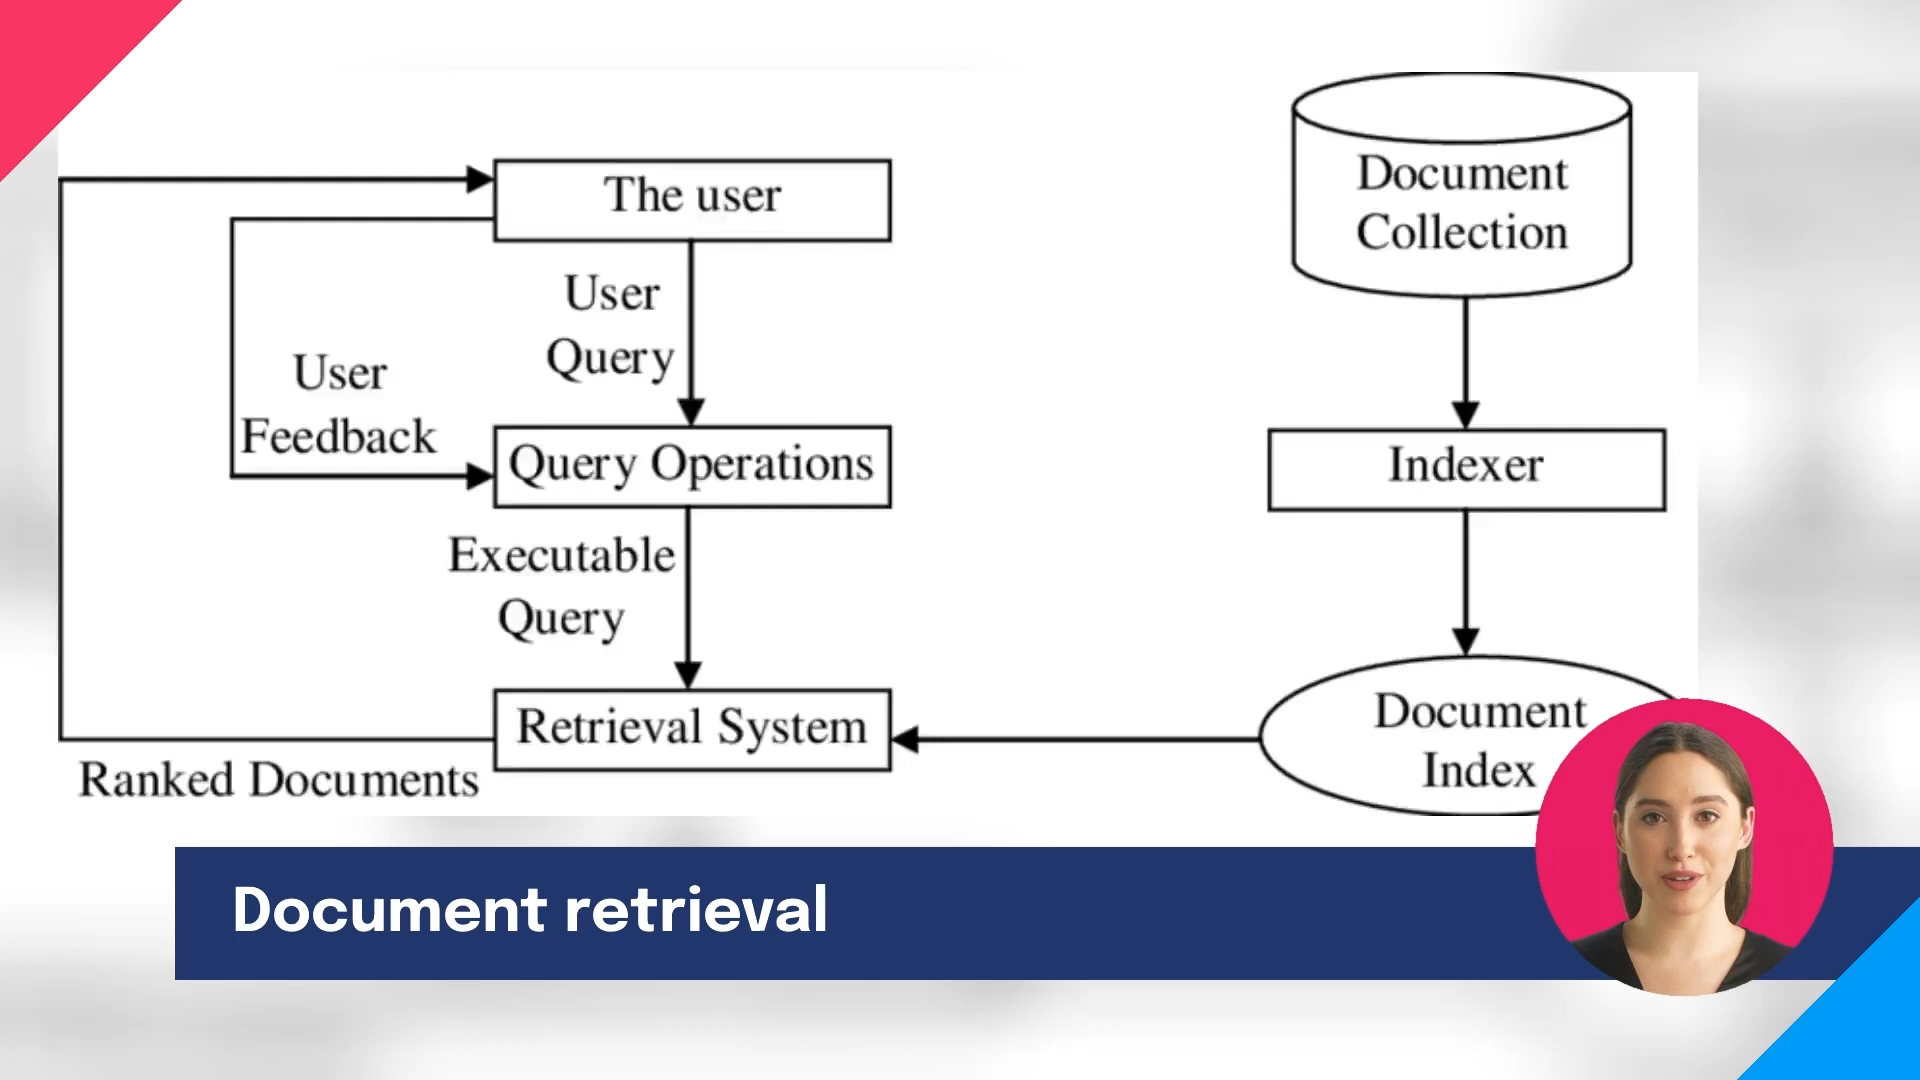 The user
User
Query
User
Feedback
Query Operations
Executable
Query
Retrieval System
Ranked Documents
Document
Collection
Indexer
Document
Index
Document retrieval